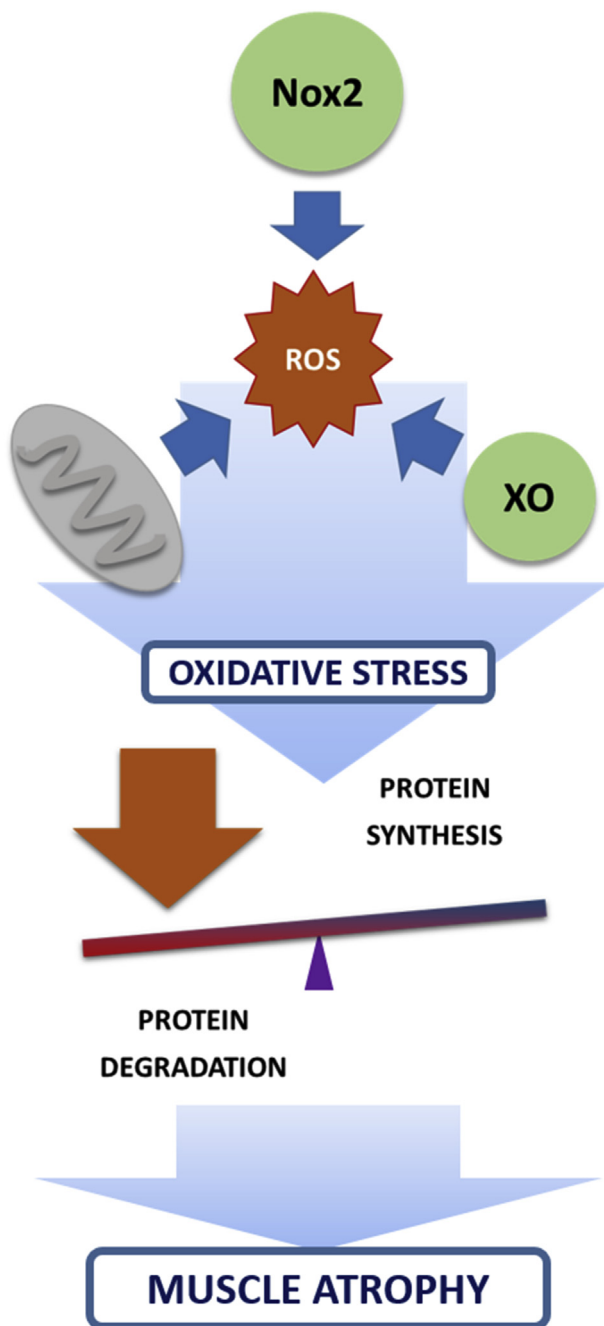 Nox2
ROS
XO
OXIDATIVE STRESS
PROTEIN
SYNTHESIS
PROTEIN
DEGRADATION
MUSCLE ATROPHY